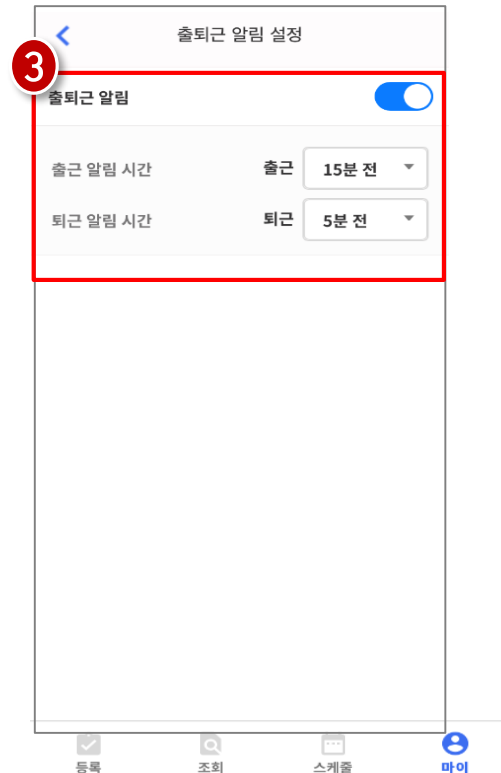 출퇴근 알림 설정
3
출퇴근 알림
출근 알림 시간 출근 15분 전
퇴근 알림 시간 퇴근 5분 전
등록 조회 스케줄 마이